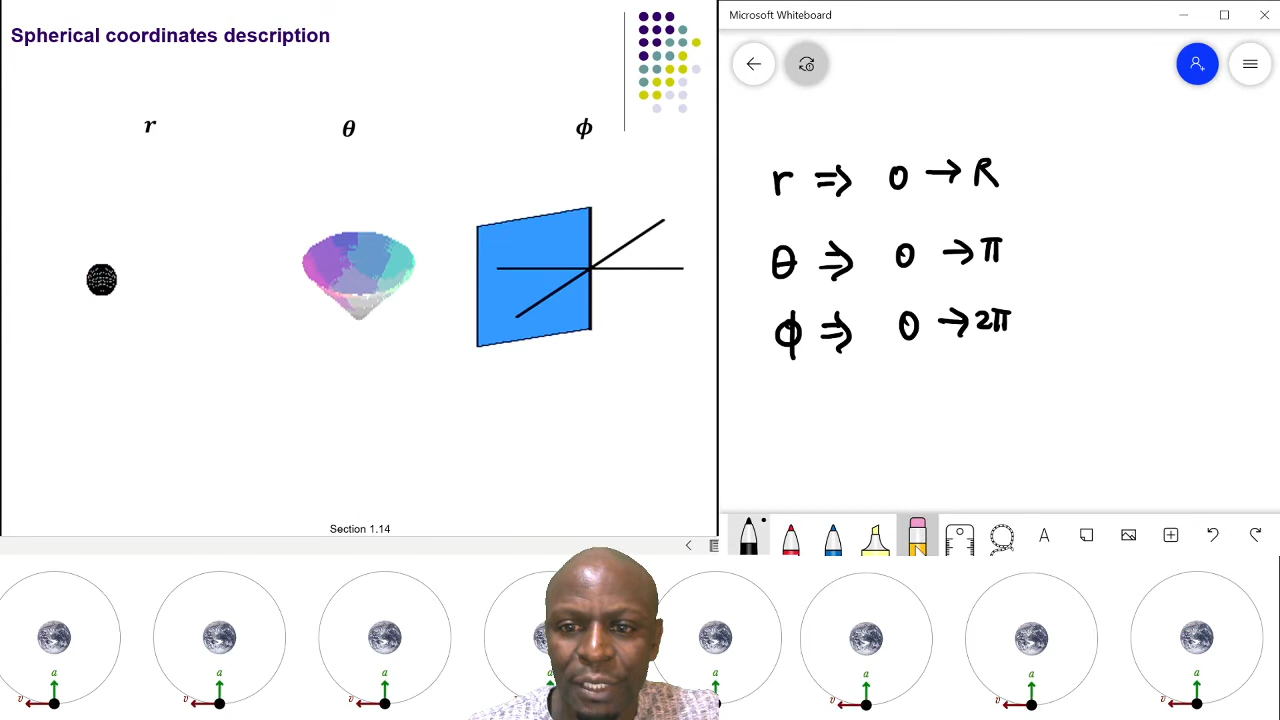 Spherical coordinates description
r θ ϕ
Section 1.14
Microsoft Whiteboard
r ⇒ 0 → R
θ ⇒ 0 → π
ϕ ⇒ 0 → 2π
A
a a a a a a a
v v v v v v